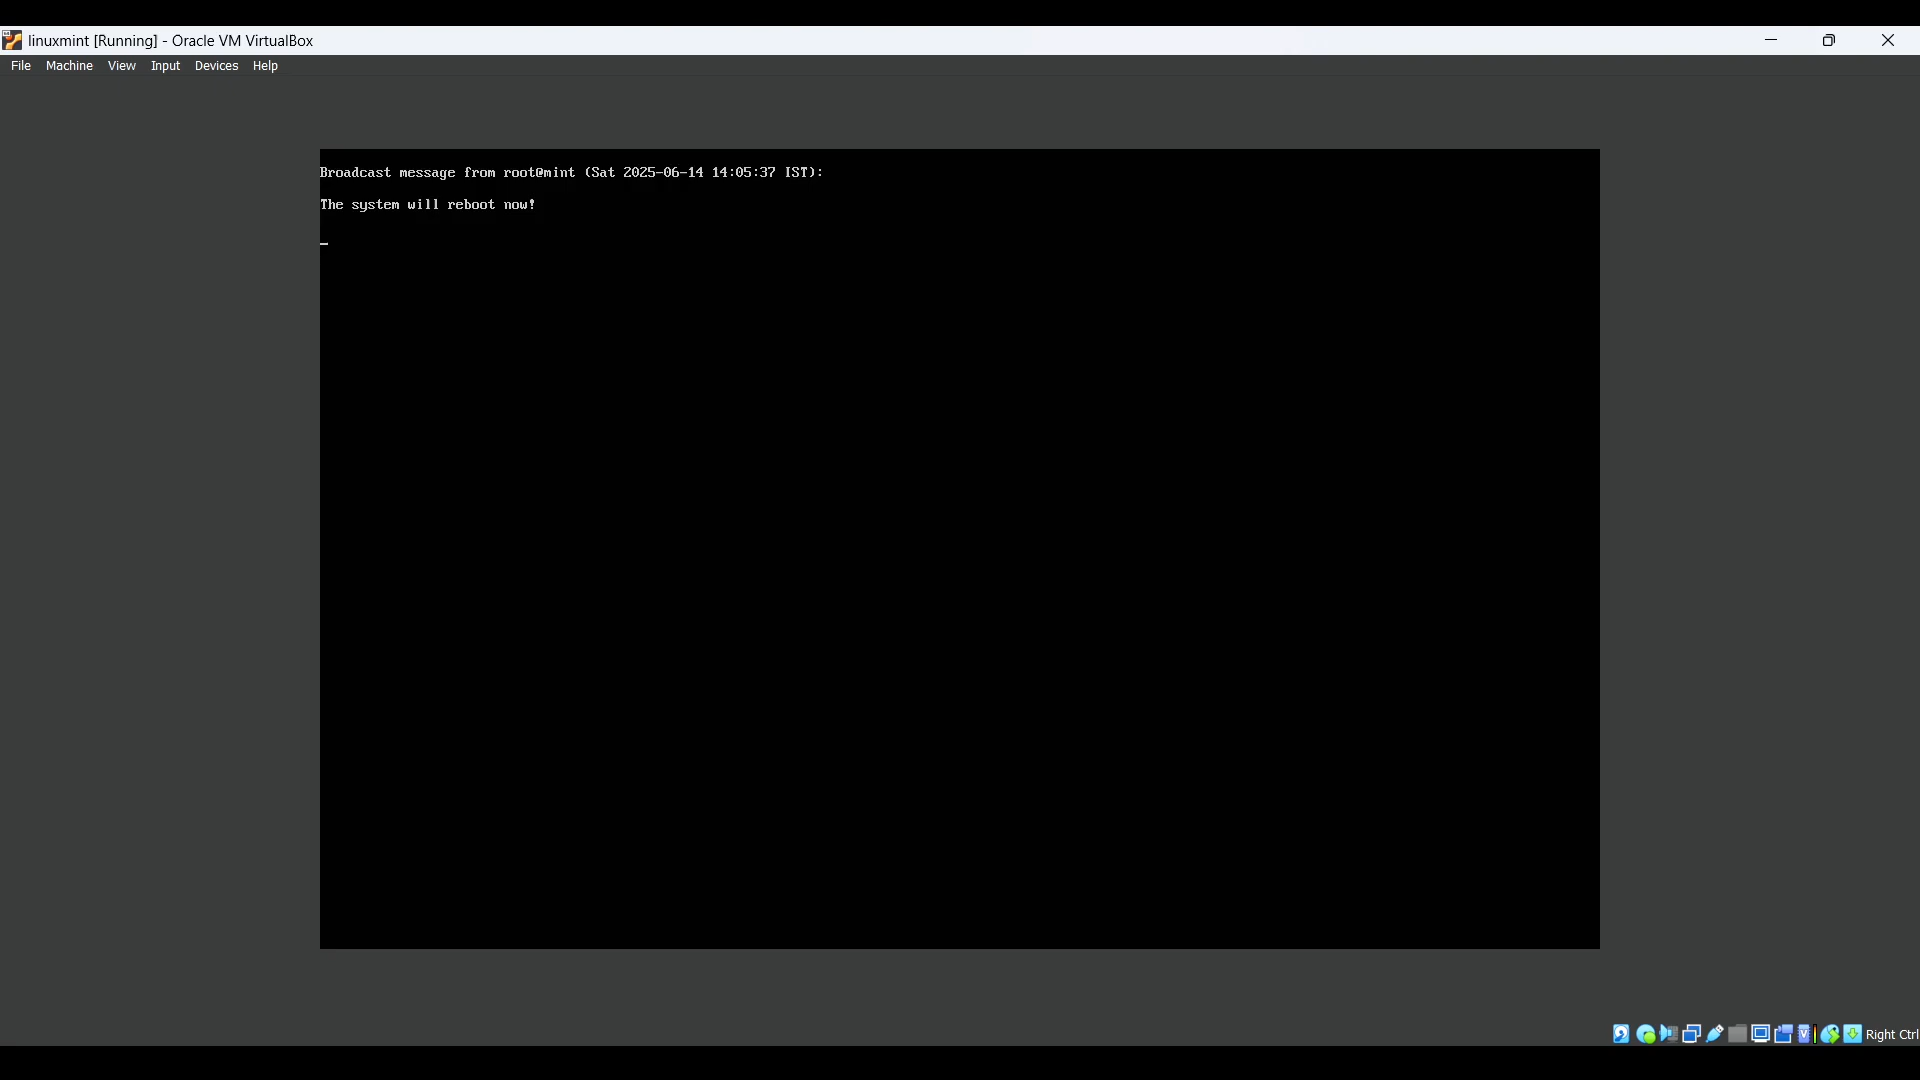 linuxmint [Running] - Oracle VM VirtualBox
File Machine View Input Devices Help
Broadcast message from root@mint (Sat 2025-06-14 14:05:37 IST):
The system will reboot now!
Right Ctrl